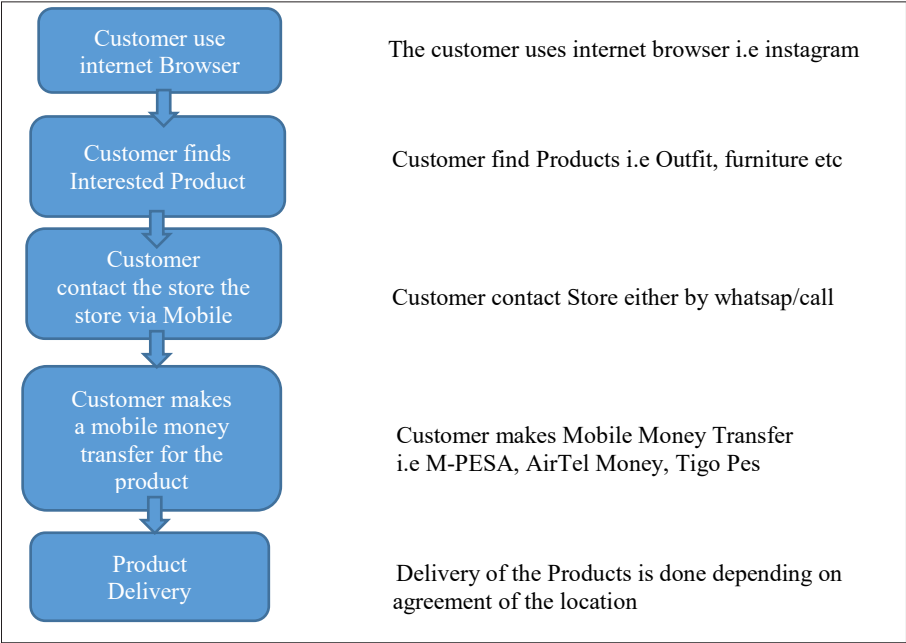 Customer use
internet Browser
The customer uses internet browser i.e instagram
Customer finds
Interested Product
Customer find Products i.e Outfit, furniture etc
Customer
contact the store the
store via Mobile
Customer contact Store either by whatsap/call
Customer makes
a mobile money
transfer for the
product
Customer makes Mobile Money Transfer
i.e M-PESA, AirTel Money, Tigo Pes
Product
Delivery
Delivery of the Products is done depending on
agreement of the location